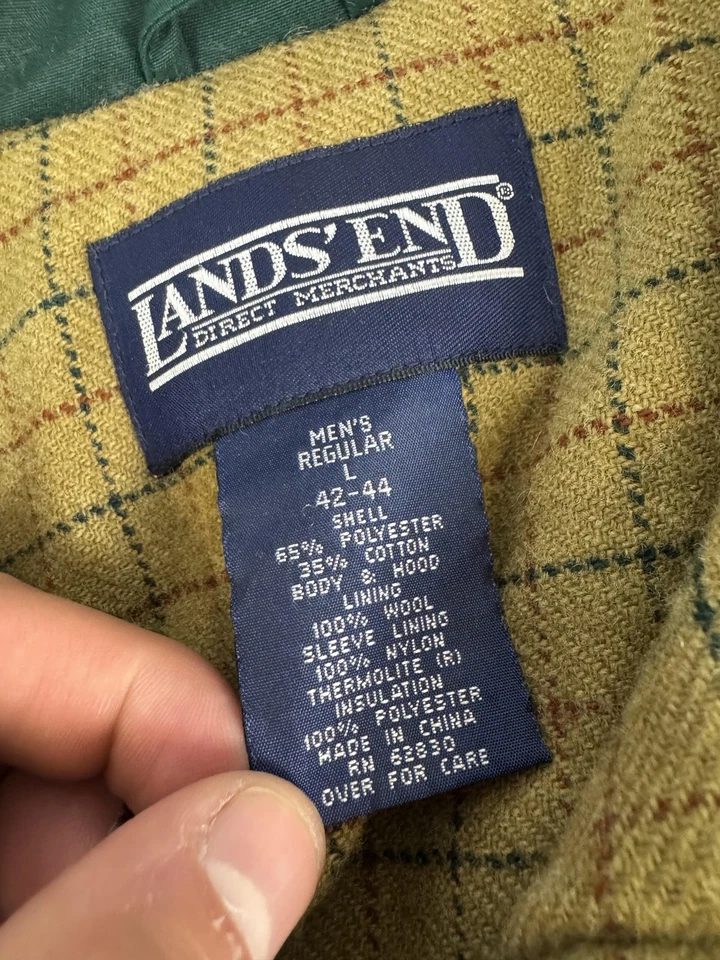 LANDS' END®
DIRECT MERCHANTS
MEN'S
REGULAR
L
42-44
SHELL
65% POLYESTER
35% COTTON
BODY & HOOD
LINING
100% WOOL
SLEEVE LINING
100% NYLON
THERMOLITE (R)
INSULATION
100% POLYESTER
MADE IN CHINA
RN 62830
OVER FOR CARE